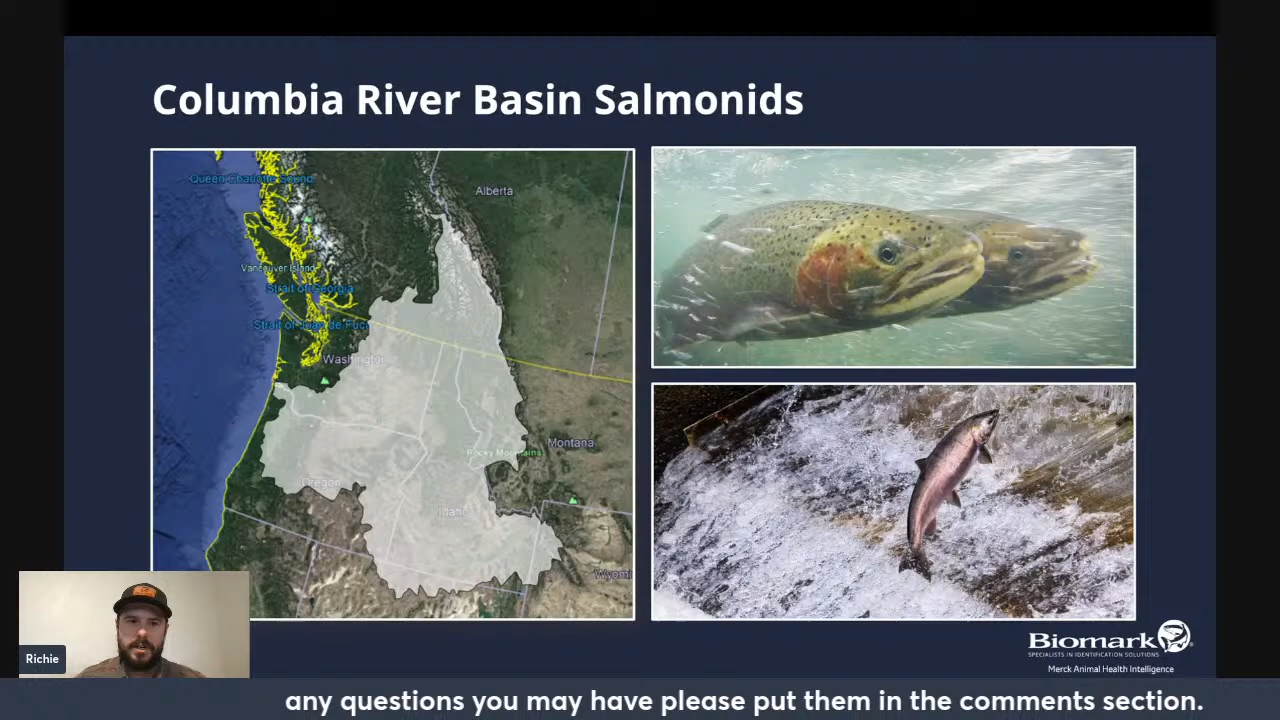 Columbia River Basin Salmonids
Queen Charlotte Sound
Alberta
Vancouver Island
Strait of Georgia
Strait of Juan de Fuca
Washington
Montana
Rocky Mountains
Oregon
Idaho
Wyomi
Richie
Biomark®
SPECIALISTS IN IDENTIFICATION SOLUTIONS
Merck Animal Health Intelligence
any questions you may have please put them in the comments section.